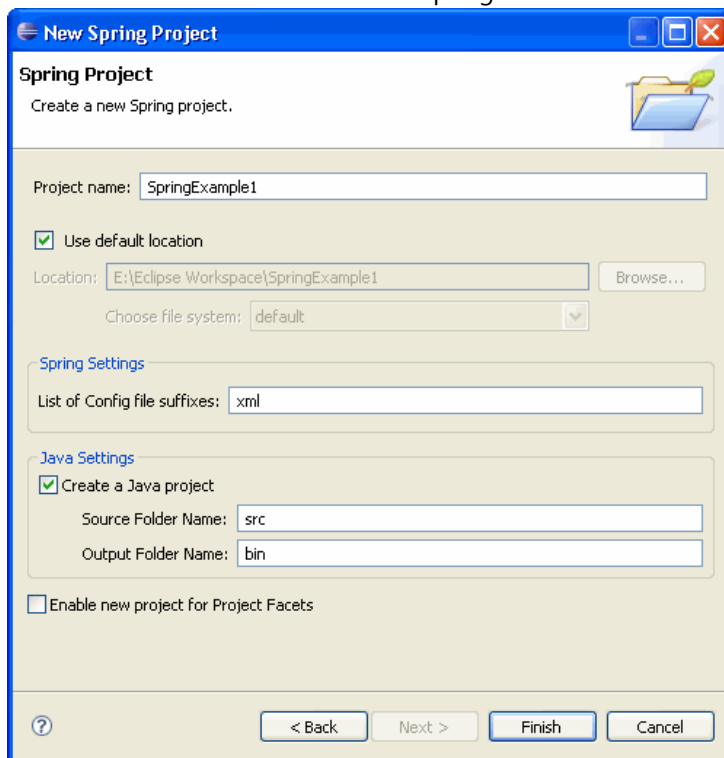 New Spring Project
Spring Project
Create a new Spring project.
Project name: SpringExample1
Use default location
Location: E:\Eclipse Workspace\SpringExample1 Browse...
Choose file system: default
Spring Settings
List of Config file suffixes: xml
Java Settings
Create a Java project
Source Folder Name: src
Output Folder Name: bin
Enable new project for Project Facets
? < Back Next > Finish Cancel